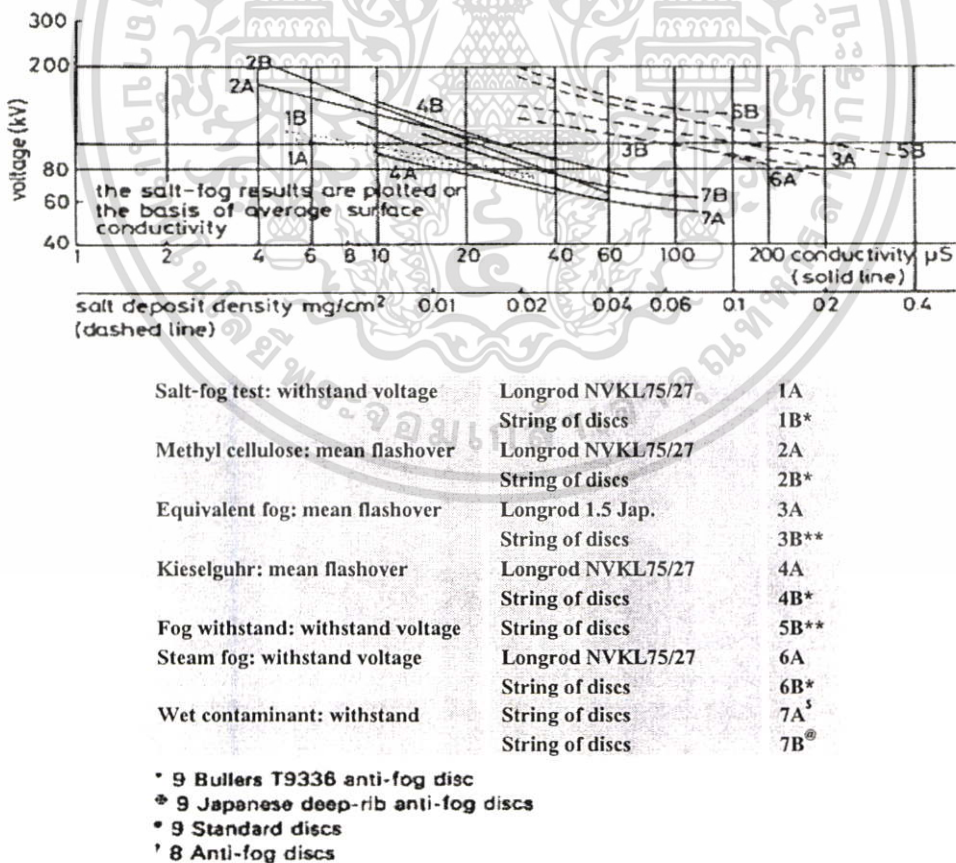 300
200
80
60
40
voltage (kV)
2B
2A
1B
1A
4B
4A
3B
6B
3A
5B
6A
7B
7A
the salt-fog results are plotted on
the basis of average surface
conductivity
1 2 4 6 8 10 20 40 60 100 200 conductivity µS
(solid line)
salt deposit density mg/cm² 0.01 0.02 0.04 0.06 0.1 0.2 0.4
(dashed line)
Salt-fog test: withstand voltage Longrod NVKL75/27 1A
String of discs 1B*
Methyl cellulose: mean flashover Longrod NVKL75/27 2A
String of discs 2B*
Equivalent fog: mean flashover Longrod 1.5 Jap. 3A
String of discs 3B**
Kieselguhr: mean flashover Longrod NVKL75/27 4A
String of discs 4B*
Fog withstand: withstand voltage String of discs 5B**
Steam fog: withstand voltage Longrod NVKL75/27 6A
String of discs 6B*
Wet contaminant: withstand String of discs 7A$
String of discs 7B@
* 9 Bullers T9336 anti-fog disc
9 Japanese deep-rib anti-fog discs
* 9 Standard discs
' 8 Anti-fog discs